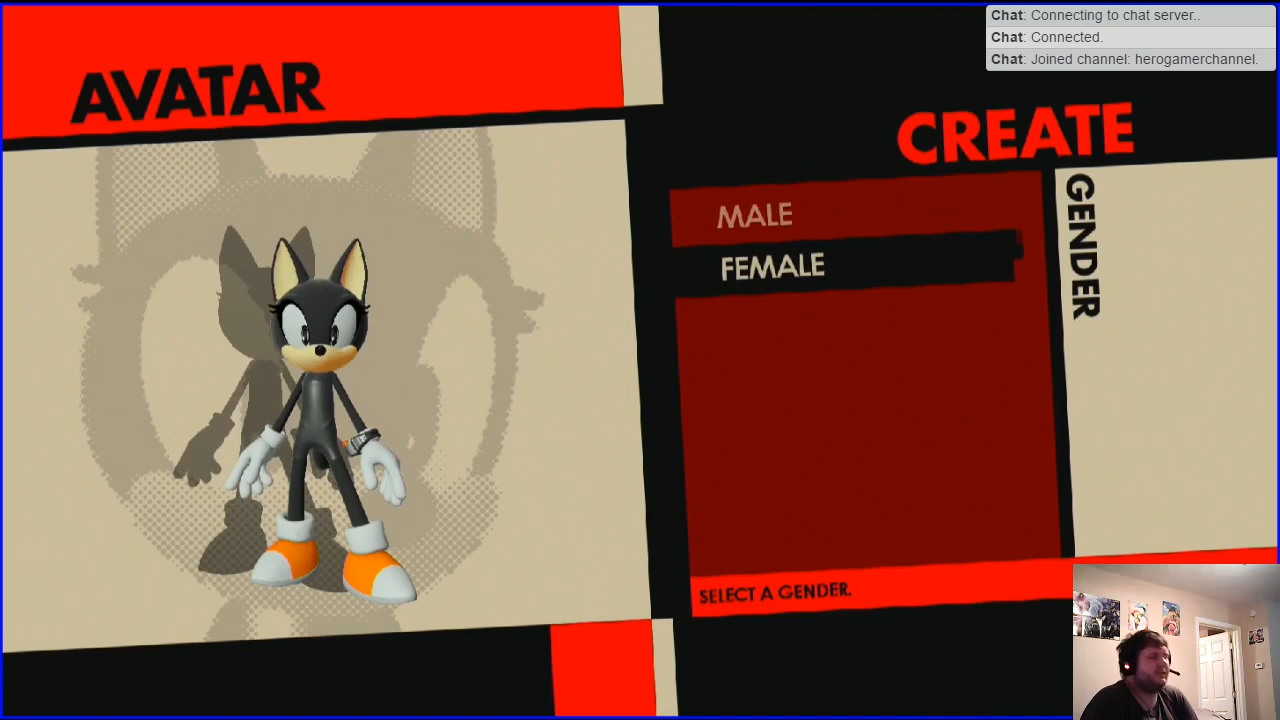 Chat: Connecting to chat server..
Chat: Connected.
Chat: Joined channel: herogamerchannel.
AVATAR
CREATE
MALE
FEMALE
GENDER
SELECT A GENDER.